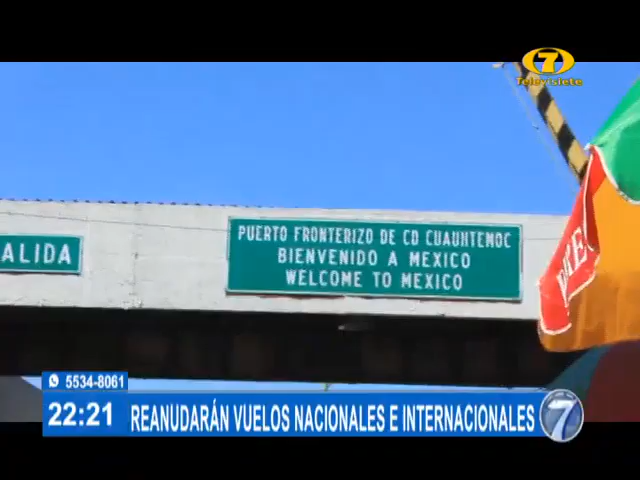 7
Televisiete
ALIDA
PUERTO FRONTERIZO DE CD CUAUHTEMOC
BIENVENIDO A MEXICO
WELCOME TO MEXICO
5534-8061
22:21
REANUDARÁN VUELOS NACIONALES E INTERNACIONALES
7